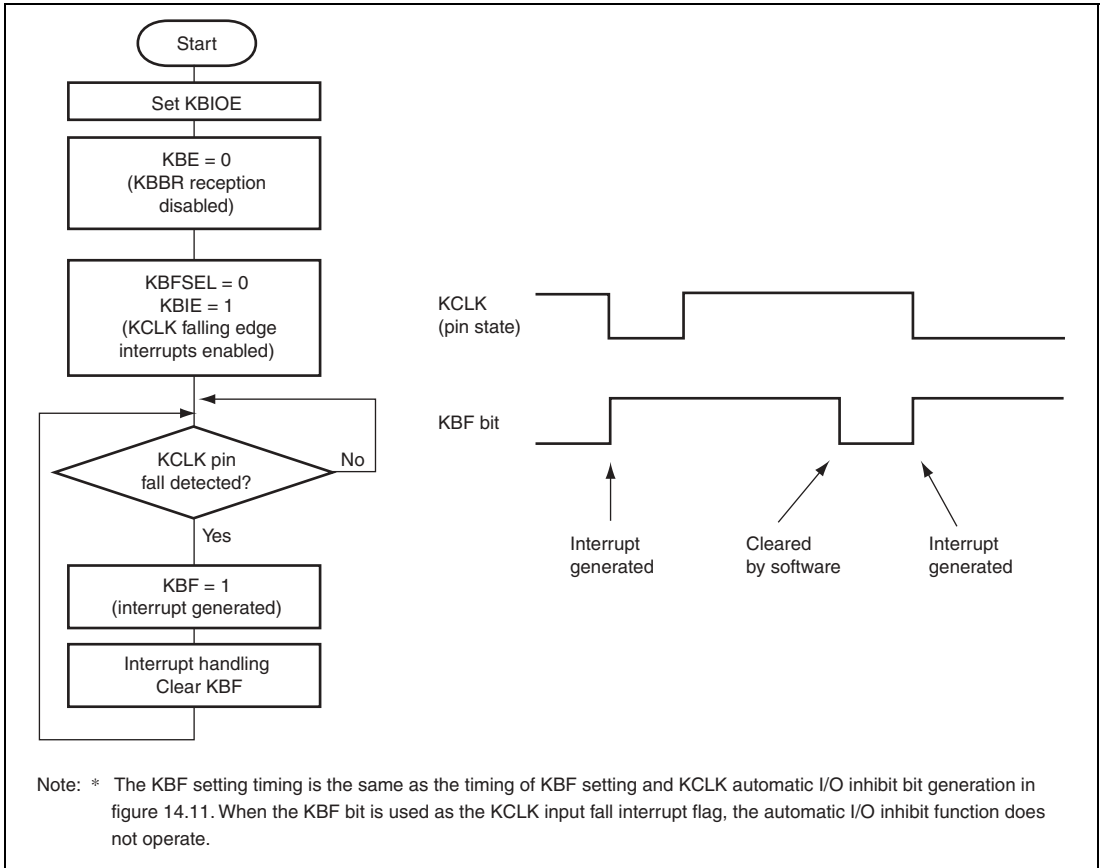 Start
Set KBIOE
KBE = 0
(KBBR reception
disabled)
KBFSEL = 0
KBIE = 1
(KCLK falling edge
interrupts enabled)
KCLK pin
fall detected?
No
Yes
KBF = 1
(interrupt generated)
Interrupt handling
Clear KBF
KCLK
(pin state)
KBF bit
Interrupt
generated
Cleared
by software
Interrupt
generated
Note: * The KBF setting timing is the same as the timing of KBF setting and KCLK automatic I/O inhibit bit generation in
figure 14.11. When the KBF bit is used as the KCLK input fall interrupt flag, the automatic I/O inhibit function does
not operate.